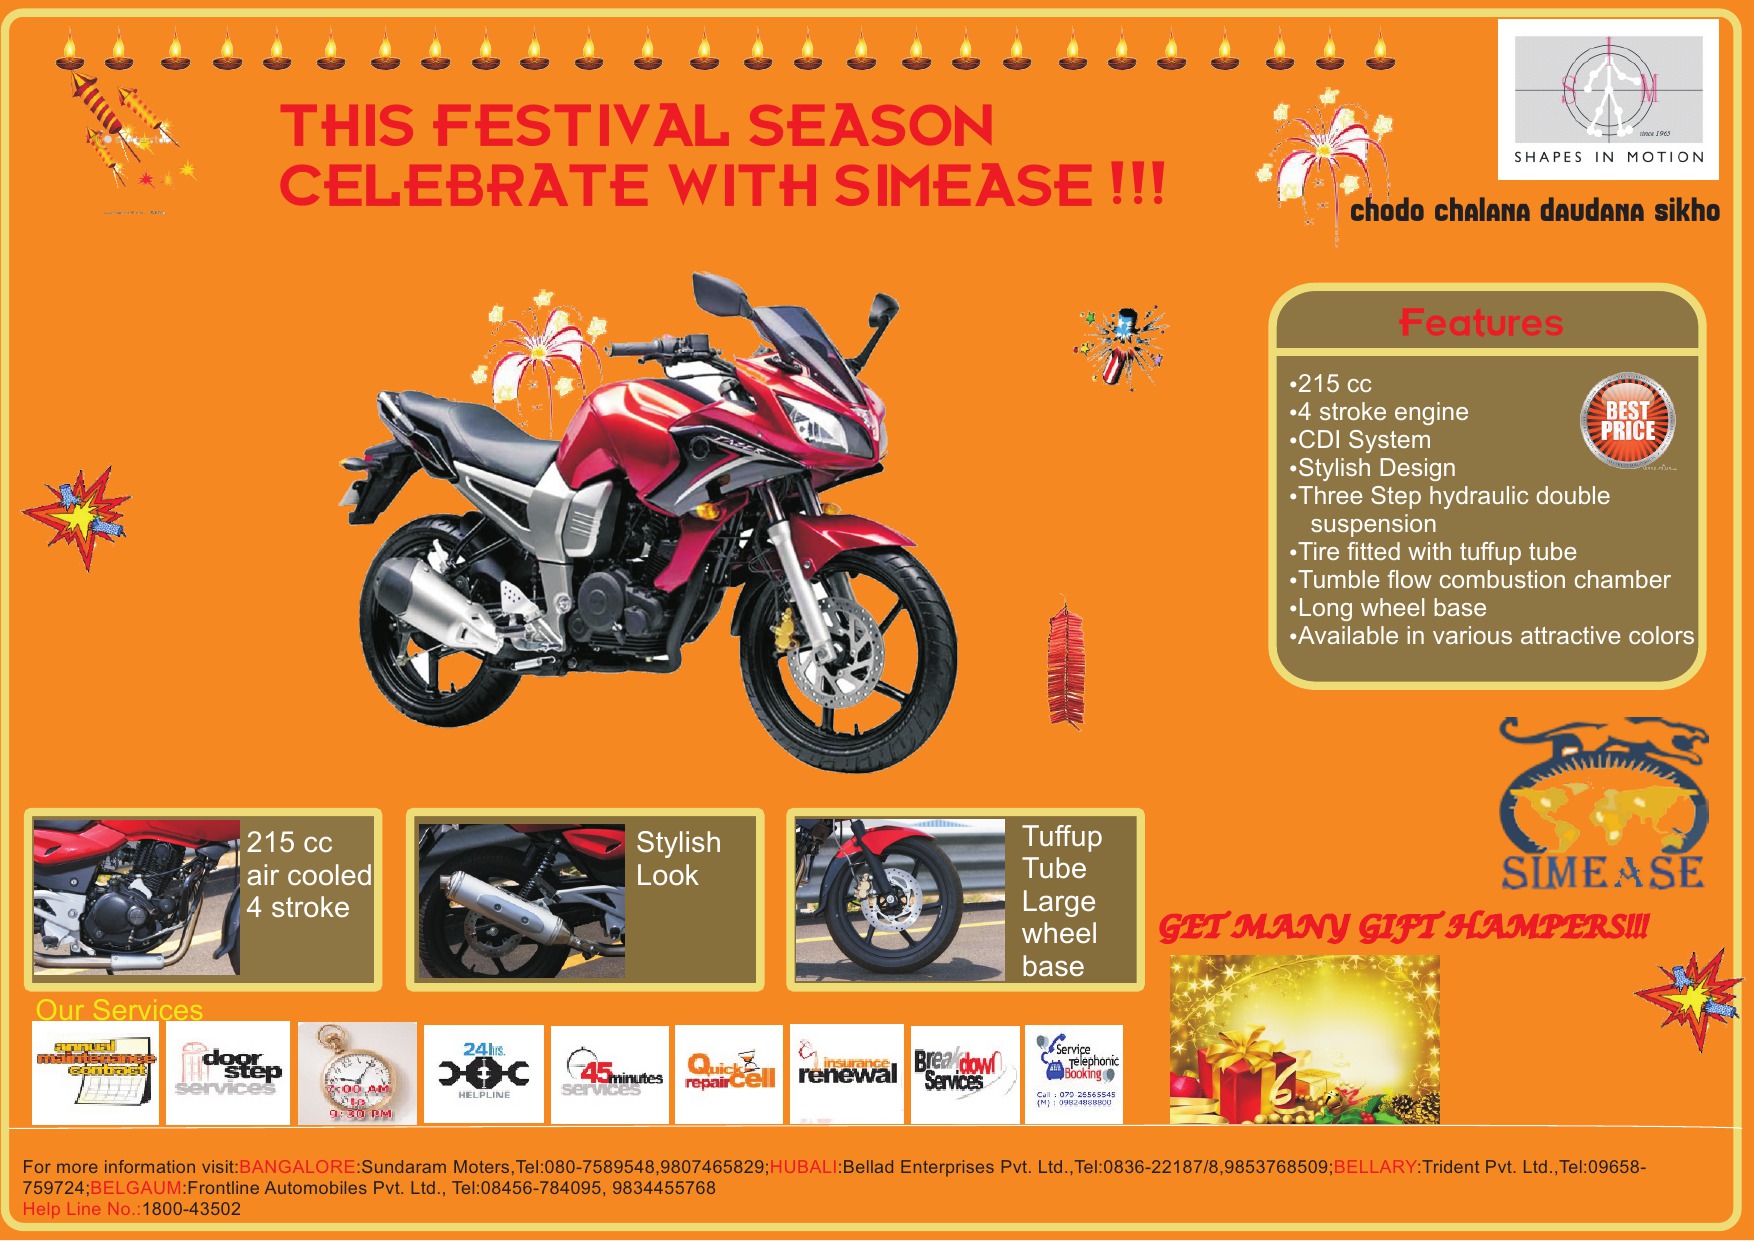 THIS FESTIVAL SEASON
CELEBRATE WITH SIMEASE !!!
S I M
since 1963
SHAPES IN MOTION
chodo chalana daudana sikho
FAZER
Features
•215 cc
•4 stroke engine
•CDI System
•Stylish Design
•Three Step hydraulic double
suspension
•Tire fitted with tuffup tube
•Tumble flow combustion chamber
•Long wheel base
•Available in various attractive colors
BEST
PRICE
SIMEASE
215 cc
air cooled
4 stroke
Stylish
Look
Tuffup
Tube
Large
wheel
base
GET MANY GIFT HAMPERS!!!
Our Services
annual
maintenance
contract
door
step
services
7:00 AM
to
9:30 PM
24hrs.
HELPLINE
45minutes
services
Quick
repair cell
insurance
renewal
Breakdown
Services
Service
Telephonic
Booking
Call : 079-26565545
(M) : 09824888800
For more information visit:BANGALORE:Sundaram Moters,Tel:080-7589548,9807465829;HUBALI:Bellad Enterprises Pvt. Ltd.,Tel:0836-22187/8,9853768509;BELLARY:Trident Pvt. Ltd.,Tel:09658-
759724;BELGAUM:Frontline Automobiles Pvt. Ltd., Tel:08456-784095, 9834455768
Help Line No.:1800-43502